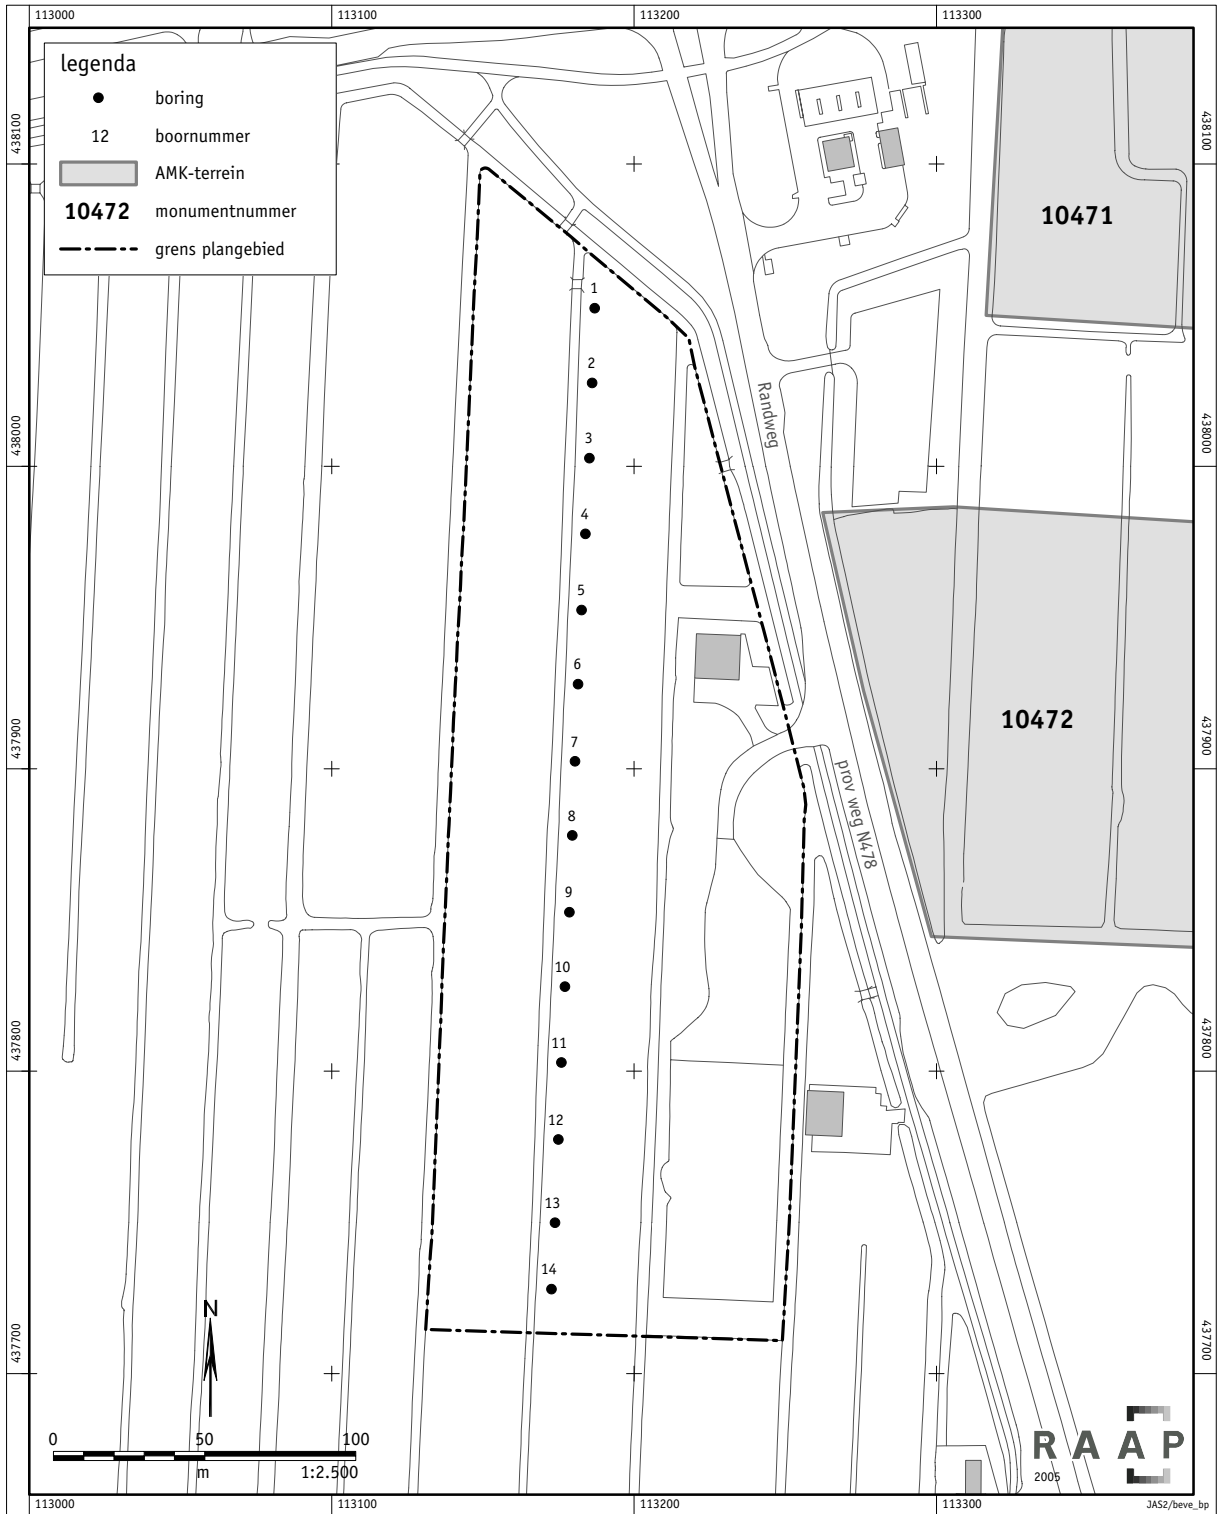 113000
113100
113200
113300
legenda
boring
12 boornummer
AMK-terrein
10472 monumentnummer
grens plangebied
438100
438100
10471
1
2
Randweg
3
438000
438000
4
5
6
10472
7
437900
437900
prov weg N478
8
9
10
11
437800
437800
12
13
14
N
437700
437700
0 50 100
m 1:2.500
RAAP
2005
113000
113100
113200
113300
JAS2/beve_bp